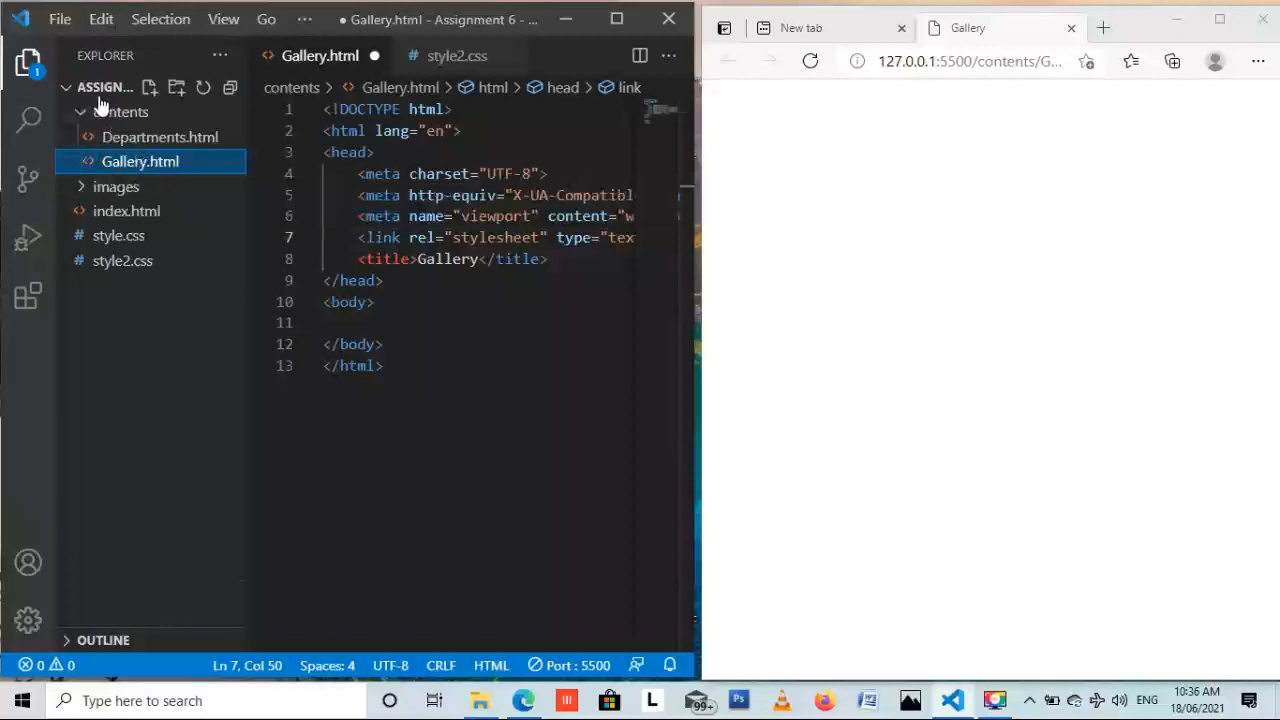 File Edit Selection View Go ··· ● Gallery.html - Assignment 6 - ...
New tab
Gallery
EXPLORER ···
Gallery.html ●
# style2.css
127.0.0.1:5500/contents/G...
ASSIGN...
contents > Gallery.html > html > head > link
Departments.html
Gallery.html
images
index.html
style.css
style2.css
1 <!DOCTYPE html>
2 <html lang="en">
3 <head>
4 <meta charset="UTF-8">
5 <meta http-equiv="X-UA-Compatibl
6 <meta name="viewport" content="w
7 <link rel="stylesheet" type="tex
8 <title>Gallery</title>
9 </head>
10 <body>
11
12 </body>
13 </html>
OUTLINE
0 0 Ln 7, Col 50 Spaces: 4 UTF-8 CRLF HTML Port : 5500
1
Type here to search
99+
Ps
L
ENG
10:36 AM
18/06/2021